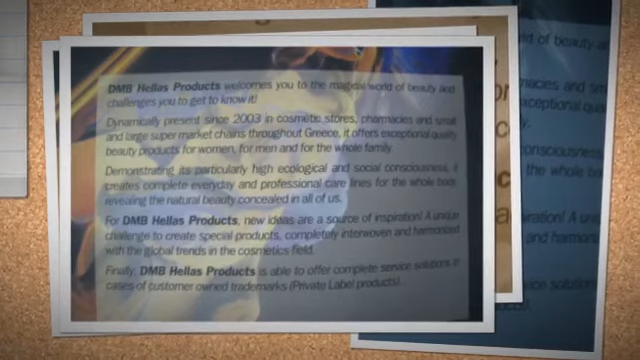 DMB Hellas Products welcomes you to the magical world of beauty and
challenges you to get to know it!
Dynamically present since 2003 in cosmetic stores, pharmacies and small
and large super market chains throughout Greece, it offers exceptional quality
beauty products for women, for men and for the whole family.
Demonstrating its particularly high ecological and social consciousness, it
creates complete everyday and professional care lines for the whole body
revealing the natural beauty concealed in all of us.
For DMB Hellas Products, new ideas are a source of inspiration! A unique
challenge to create special products, completely interwoven and harmonized
with the global trends in the cosmetics field.
Finally, DMB Hellas Products is able to offer complete service solutions in
cases of customer owned trademarks (Private Label products).
of beauty
consciousness
the whole
and